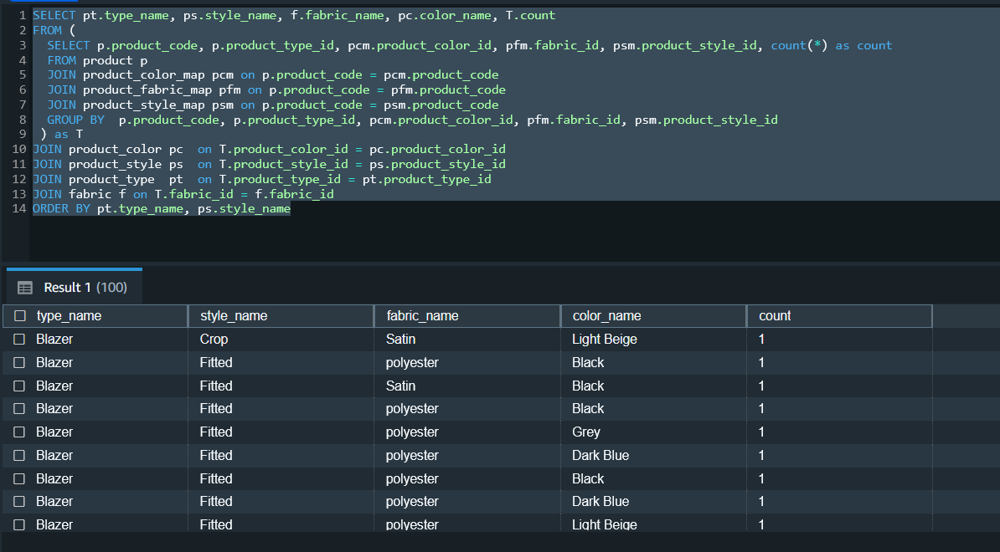 1 SELECT pt.type_name, ps.style_name, f.fabric_name, pc.color_name, T.count
2 FROM (
3 SELECT p.product_code, p.product_type_id, pcm.product_color_id, pfm.fabric_id, psm.product_style_id, count(*) as count
4 FROM product p
5 JOIN product_color_map pcm on p.product_code = pcm.product_code
6 JOIN product_fabric_map pfm on p.product_code = pfm.product_code
7 JOIN product_style_map psm on p.product_code = psm.product_code
8 GROUP BY  p.product_code, p.product_type_id, pcm.product_color_id, pfm.fabric_id, psm.product_style_id
9 ) as T
10 JOIN product_color pc  on T.product_color_id = pc.product_color_id
11 JOIN product_style ps  on T.product_style_id = ps.product_style_id
12 JOIN product_type  pt  on T.product_type_id = pt.product_type_id
13 JOIN fabric f on T.fabric_id = f.fabric_id
14 ORDER BY pt.type_name, ps.style_name
Result 1 (100)
type_name style_name fabric_name color_name count
Blazer Crop Satin Light Beige 1
Blazer Fitted polyester Black 1
Blazer Fitted Satin Black 1
Blazer Fitted polyester Black 1
Blazer Fitted polyester Grey 1
Blazer Fitted polyester Dark Blue 1
Blazer Fitted polyester Black 1
Blazer Fitted polyester Dark Blue 1
Blazer Fitted polyester Light Beige 1